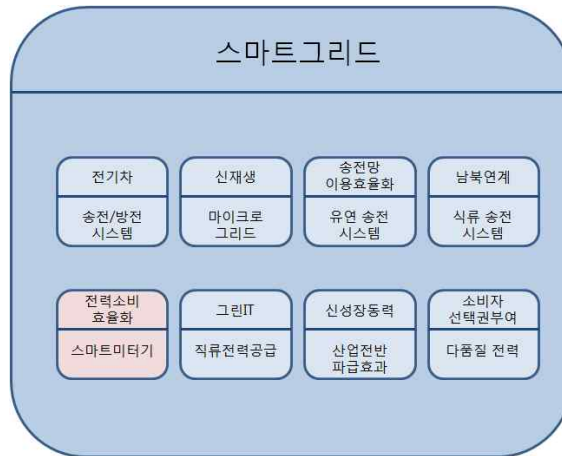 스마트그리드
전기차
송전/방전
시스템
신재생
마이크로
그리드
송전망
이용효율화
유연 송전
시스템
남북연계
식류 송전
시스템
전력소비
효율화
스마트미터기
그린IT
직류전력공급
신성장동력
산업전반
파급효과
소비자
선택권부여
다품질 전력